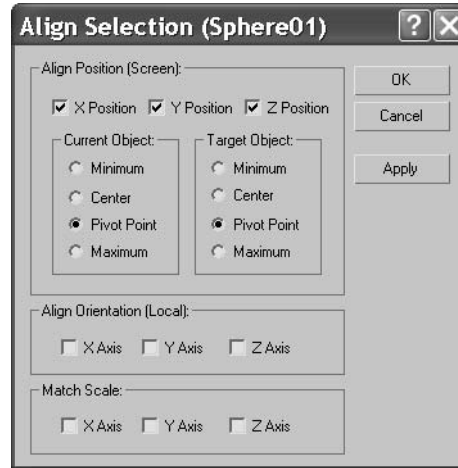 Align Selection (Sphere01)
?
Align Position (Screen):
X Position Y Position Z Position
Current Object:
Minimum
Center
Pivot Point
Maximum
Target Object:
Minimum
Center
Pivot Point
Maximum
Align Orientation (Local):
X Axis Y Axis Z Axis
Match Scale:
X Axis Y Axis Z Axis
OK
Cancel
Apply